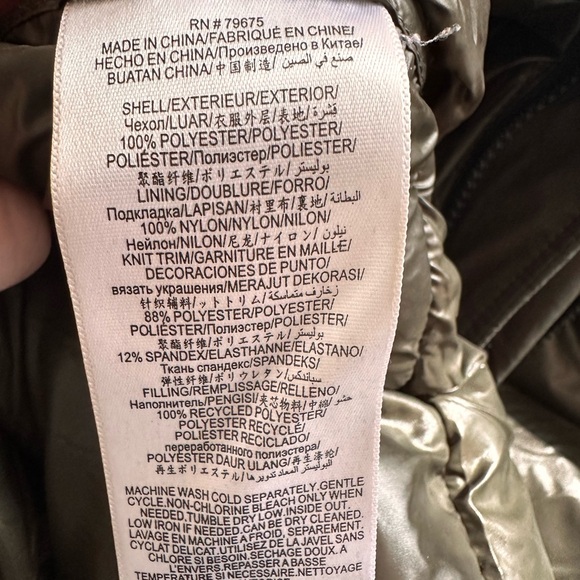 RN # 79675
MADE IN CHINA/FABRIQUÉ EN CHINE/
HECHO EN CHINA/Произведено в Китае/
BUATAN CHINA/中国制造/ صنع في الصين/
SHELL/EXTERIEUR/EXTERIOR/
Чехол/LUAR/衣服外层/表地/قشرة/
100% POLYESTER/POLYESTER/
POLIÉSTER/Полиэстер/POLIESTER/
聚酯纤维/ポリエステル/بوليستر/
LINING/DOUBLURE/FORRO/
Подкладка/LAPISAN/衬里布/裏地/البطانة/
100% NYLON/NYLON/NILON/
Нейлон/NILON/尼龙/ナイロン/نيلون/
KNIT TRIM/GARNITURE EN MAILLE/
DECORACIONES DE PUNTO/
вязать украшения/MERAJUT DEKORASI/
针织辅料/ニットトリム/زخارف متماسكة/
88% POLYESTER/POLYESTER/
POLIÉSTER/Полиэстер/POLIESTER/
聚酯纤维/ポリエステル/بوليستر/
12% SPANDEX/ELASTHANNE/ELASTANO/
Ткань спандекс/SPANDEKS/
弹性纤维/ポリウレタン/سباندكس/
FILLING/REMPLISSAGE/RELLENO/
Наполнитель/PENGISI/夹芯物料/中綿/حشو/
100% RECYCLED POLYESTER/
POLYESTER RECYCLÉ/
POLIÉSTER RECICLADO/
переработанного полиэстера/
POLYESTER DAUR ULANG/再生涤纶/
再生ポリエステル/البوليستر المعاد تدويرها/
MACHINE WASH COLD SEPARATELY.GENTLE
CYCLE.NON-CHLORINE BLEACH ONLY WHEN
NEEDED.TUMBLE DRY LOW.INSIDE OUT.
LOW IRON IF NEEDED.CAN BE DRY CLEANED.
LAVAGE EN MACHINE A FROID, SEPAREMENT.
CYCLAT DELICAT.UTILISEZ DE LA JAVEL SANS
CHLORE SI BESOIN.SECHAGE DOUX. A
L'ENVERS.REPASSER A BASSE
TEMPERATURE SI NECESSAIRE.NETTOYAGE